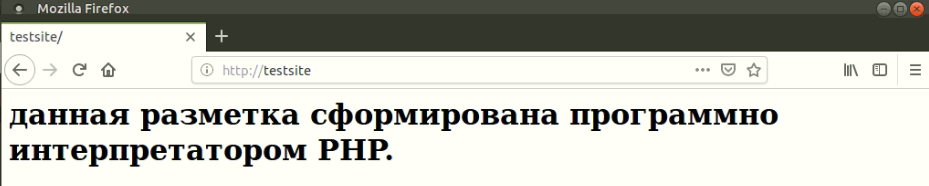 Mozilla Firefox
testsite/
http://testsite
данная разметка сформирована программно
интерпретатором PHP.